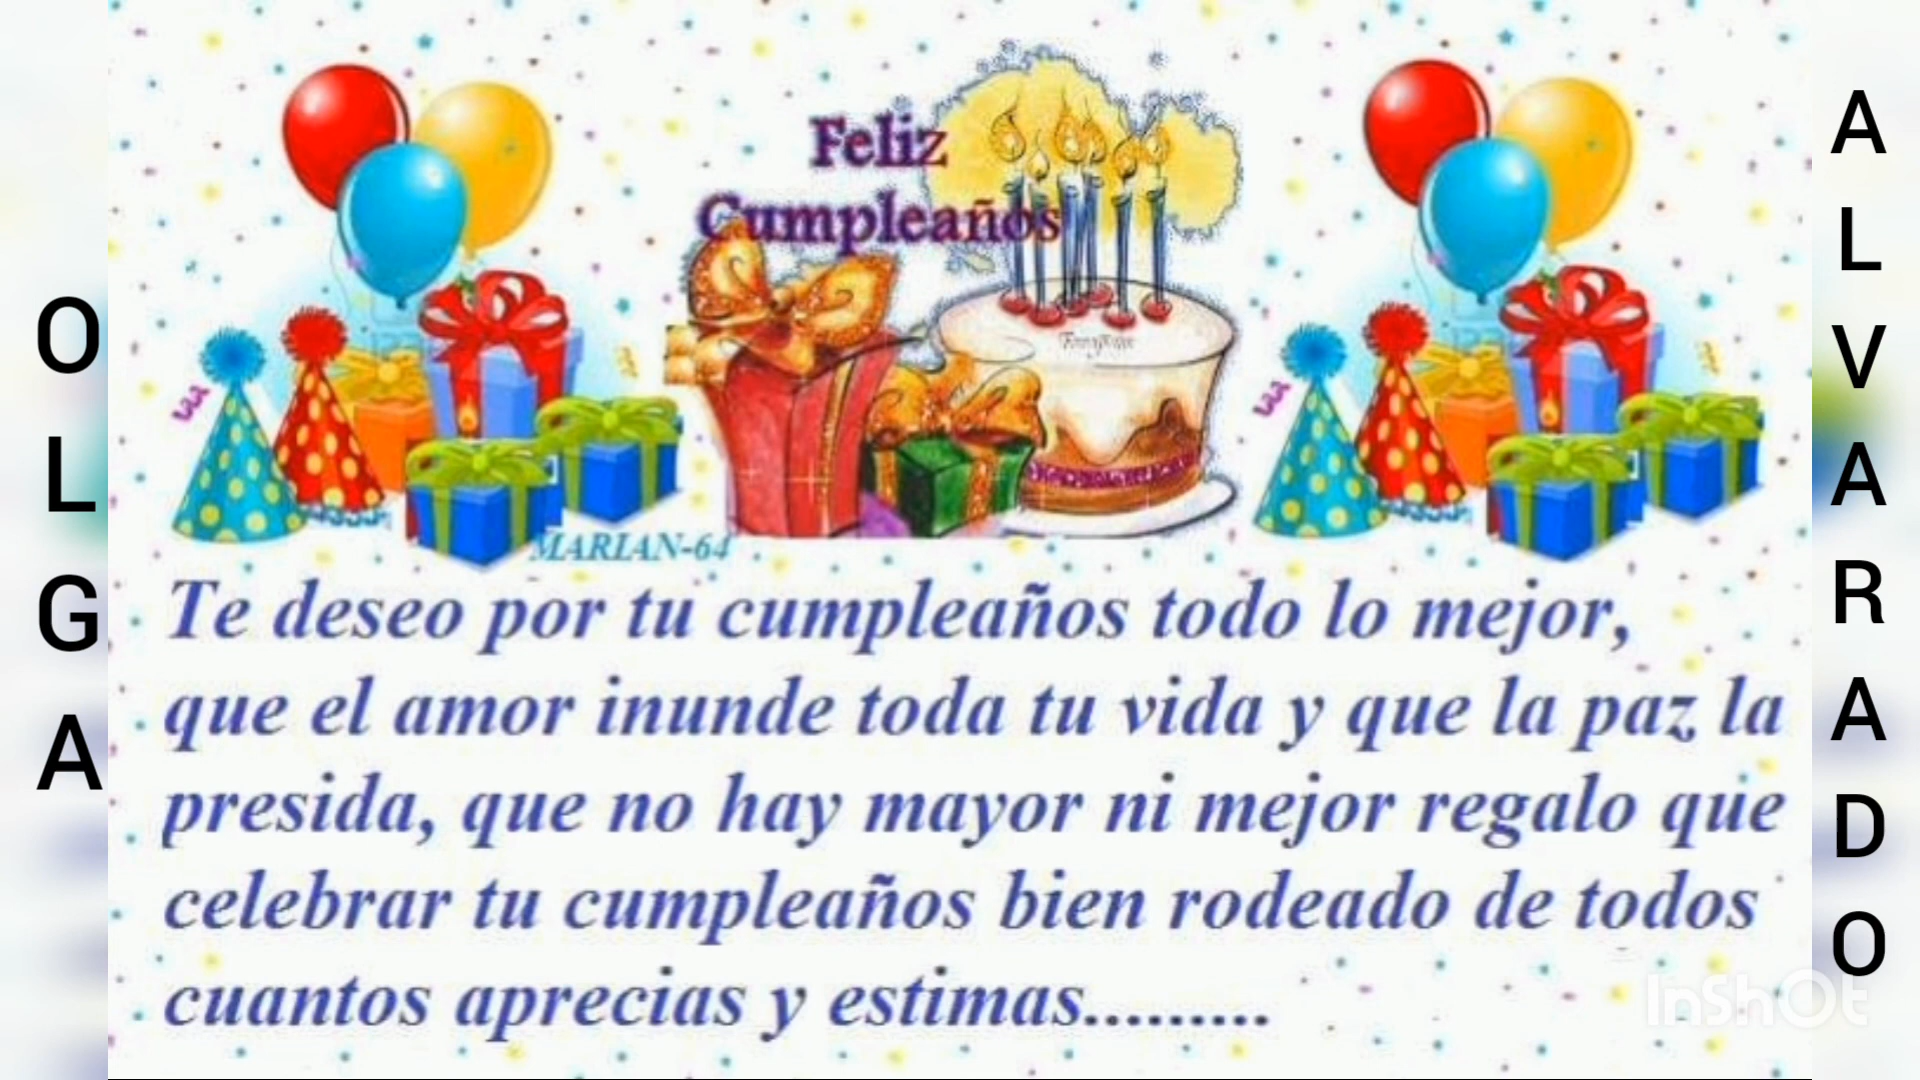 OLGA
ALVARADO
Feliz
Cumpleaños
MARIAN-64
Te deseo por tu cumpleaños todo lo mejor,
que el amor inunde toda tu vida y que la paz la
presida, que no hay mayor ni mejor regalo que
celebrar tu cumpleaños bien rodeado de todos
cuantos aprecias y estimas.........
InShOt